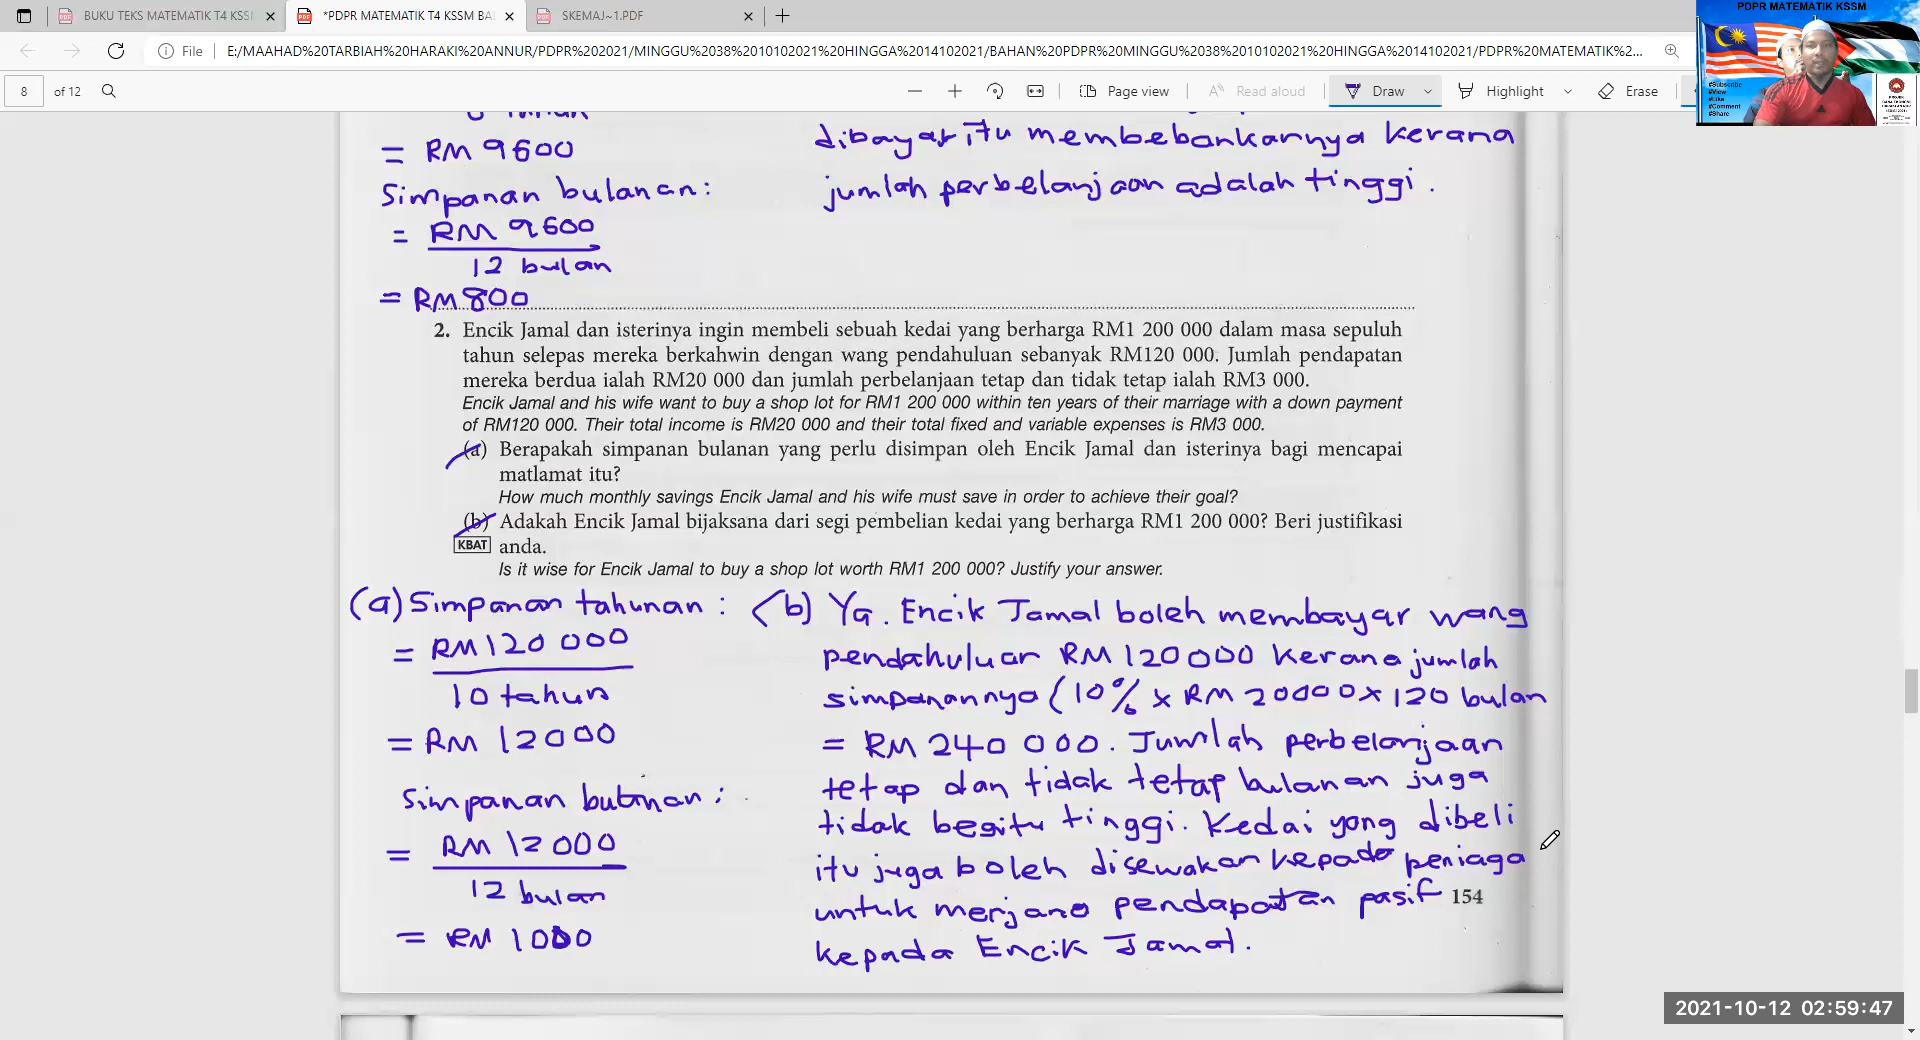 BUKU TEKS MATEMATIK T4 KSSM
*PDPR MATEMATIK T4 KSSM BA
SKEMAJ~1.PDF
File
E:/MAAHAD%20TARBIAH%20HARAKI%20ANNUR/PDPR%202021/MINGGU%2038%2010102021%20HINGGA%2014102021/BAHAN%20PDPR%20MINGGU%2038%2010102021%20HINGGA%2014102021/PDPR%20MATEMATIK%2...
8 of 12
Page view
Read aloud
Draw
Highlight
Erase
PDPR MATEMATIK KSSM
#Subscribe
#View
#Like
#Comment
#Share
= RM 9600
Simpanan bulanan:
= RM 9600
12 bulan
= RM 800
dibayar itu membebankannya kerana
jumlah perbelanjaan adalah tinggi.
2. Encik Jamal dan isterinya ingin membeli sebuah kedai yang berharga RM1 200 000 dalam masa sepuluh
tahun selepas mereka berkahwin dengan wang pendahuluan sebanyak RM120 000. Jumlah pendapatan
mereka berdua ialah RM20 000 dan jumlah perbelanjaan tetap dan tidak tetap ialah RM3 000.
Encik Jamal and his wife want to buy a shop lot for RM1 200 000 within ten years of their marriage with a down payment
of RM120 000. Their total income is RM20 000 and their total fixed and variable expenses is RM3 000.
(a) Berapakah simpanan bulanan yang perlu disimpan oleh Encik Jamal dan isterinya bagi mencapai
matlamat itu?
How much monthly savings Encik Jamal and his wife must save in order to achieve their goal?
(b) Adakah Encik Jamal bijaksana dari segi pembelian kedai yang berharga RM1 200 000? Beri justifikasi
KBAT anda.
Is it wise for Encik Jamal to buy a shop lot worth RM1 200 000? Justify your answer.
(a) Simpanan tahunan :
= RM 120 000
10 tahun
= RM 12000
Simpanan bulanan :
= RM 12000
12 bulan
= RM 1000
(b) Ya. Encik Jamal boleh membayar wang
pendahuluan RM 120000 kerana jumlah
simpanannya (10% x RM 20000 x 120 bulan
= RM 240 000. Jumlah perbelanjaan
tetap dan tidak tetap bulanan juga
tidak begitu tinggi. Kedai yang dibeli
itu juga boleh disewakan kepada peniaga
untuk menjana pendapatan pasif
kepada Encik Jamal.
154
2021-10-12 02:59:47